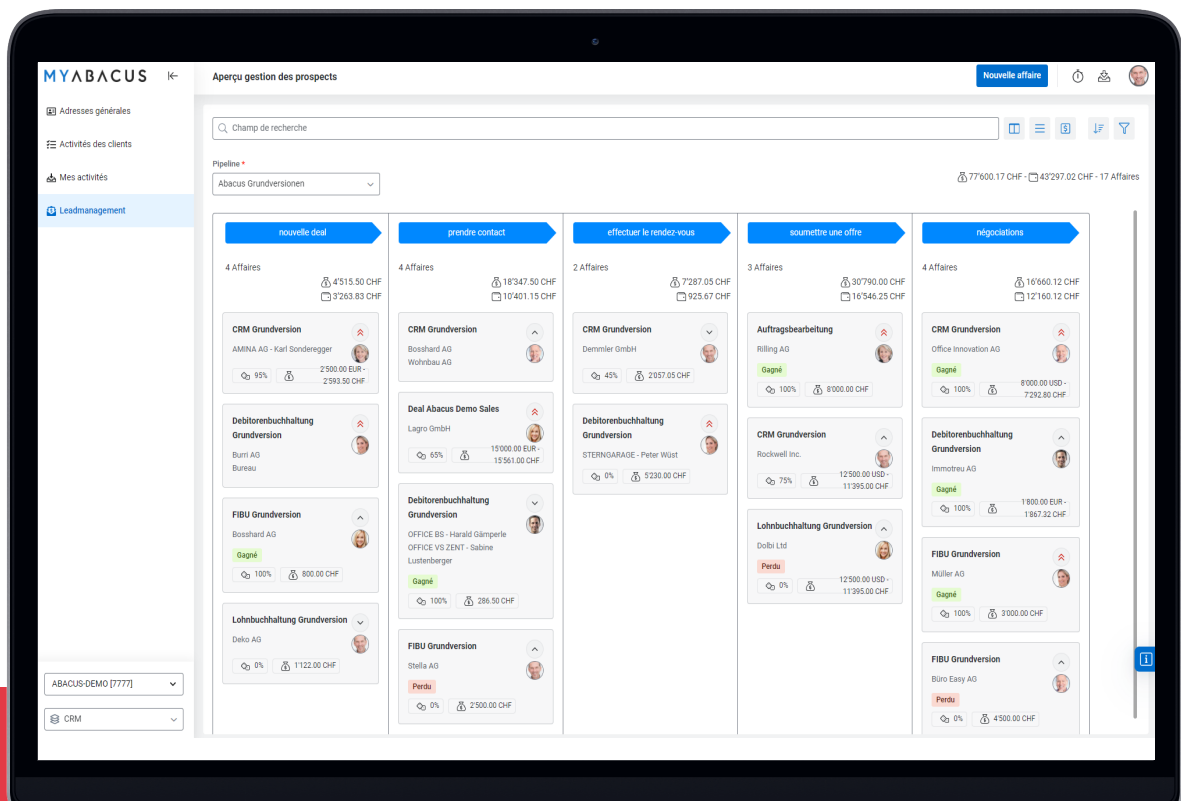 MYΛBΛCUS
Aperçu gestion des prospects
Nouvelle affaire
Adresses générales
Activités des clients
Mes activités
Leadmanagement
ABACUS-DEMO [7777]
CRM
Champ de recherche
Pipeline *
Abacus Grundversionen
77'600.17 CHF - 43'297.02 CHF - 17 Affaires
nouvelle deal
4 Affaires
4'515.50 CHF
3'263.83 CHF
CRM Grundversion
AMINA AG - Karl Sonderegger
95%
2'500.00 EUR -
2'593.50 CHF
Debitorenbuchhaltung
Grundversion
Burri AG
Bureau
FIBU Grundversion
Bosshard AG
Gagné
100% 800.00 CHF
Lohnbuchhaltung Grundversion
Deko AG
0% 1'122.00 CHF
prendre contact
4 Affaires
18'347.50 CHF
10'401.15 CHF
CRM Grundversion
Bosshard AG
Wohnbau AG
Deal Abacus Demo Sales
Lagro GmbH
65%
15'000.00 EUR -
15'561.00 CHF
Debitorenbuchhaltung
Grundversion
OFFICE BS - Harald Gämperle
OFFICE VS ZENT - Sabine
Lustenberger
Gagné
100% 286.50 CHF
FIBU Grundversion
Stella AG
Perdu
0% 2'500.00 CHF
effectuer le rendez-vous
2 Affaires
7'287.05 CHF
925.67 CHF
CRM Grundversion
Demmler GmbH
45% 2'057.05 CHF
Debitorenbuchhaltung
Grundversion
STERNGARAGE - Peter Wüst
0% 5'230.00 CHF
soumettre une offre
3 Affaires
30'790.00 CHF
16'546.25 CHF
Auftragsbearbeitung
Rilling AG
Gagné
100% 8'000.00 CHF
CRM Grundversion
Rockwell Inc.
75%
12'500.00 USD -
11'395.00 CHF
Lohnbuchhaltung Grundversion
Dolbi Ltd
Perdu
0%
12'500.00 USD -
11'395.00 CHF
négociations
4 Affaires
16'660.12 CHF
12'160.12 CHF
CRM Grundversion
Office Innovation AG
Gagné
100%
8'000.00 USD -
7'292.80 CHF
Debitorenbuchhaltung
Grundversion
Immotreu AG
Gagné
100%
1'800.00 EUR -
1'867.32 CHF
FIBU Grundversion
Müller AG
Gagné
100% 3'000.00 CHF
FIBU Grundversion
Büro Easy AG
Perdu
0% 4'500.00 CHF